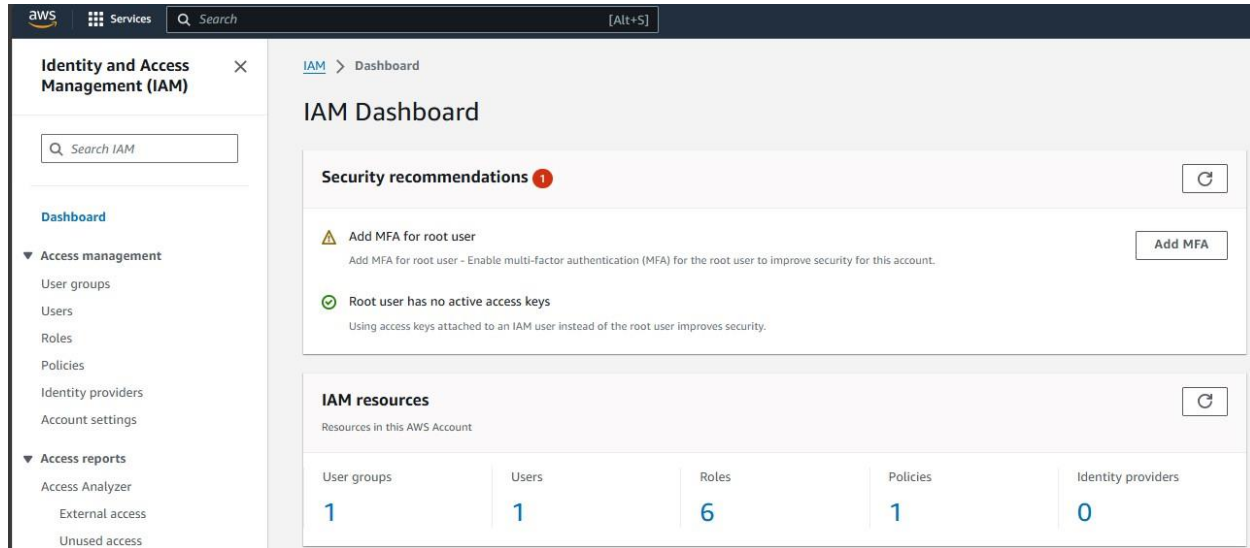 aws
Services
Search
[Alt+S]
Identity and Access
Management (IAM)
Search IAM
Dashboard
Access management
User groups
Users
Roles
Policies
Identity providers
Account settings
Access reports
Access Analyzer
External access
Unused access
IAM > Dashboard
IAM Dashboard
Security recommendations 1
Add MFA for root user
Add MFA
Add MFA for root user - Enable multi-factor authentication (MFA) for the root user to improve security for this account.
Root user has no active access keys
Using access keys attached to an IAM user instead of the root user improves security.
IAM resources
Resources in this AWS Account
User groups
1
Users
1
Roles
6
Policies
1
Identity providers
0